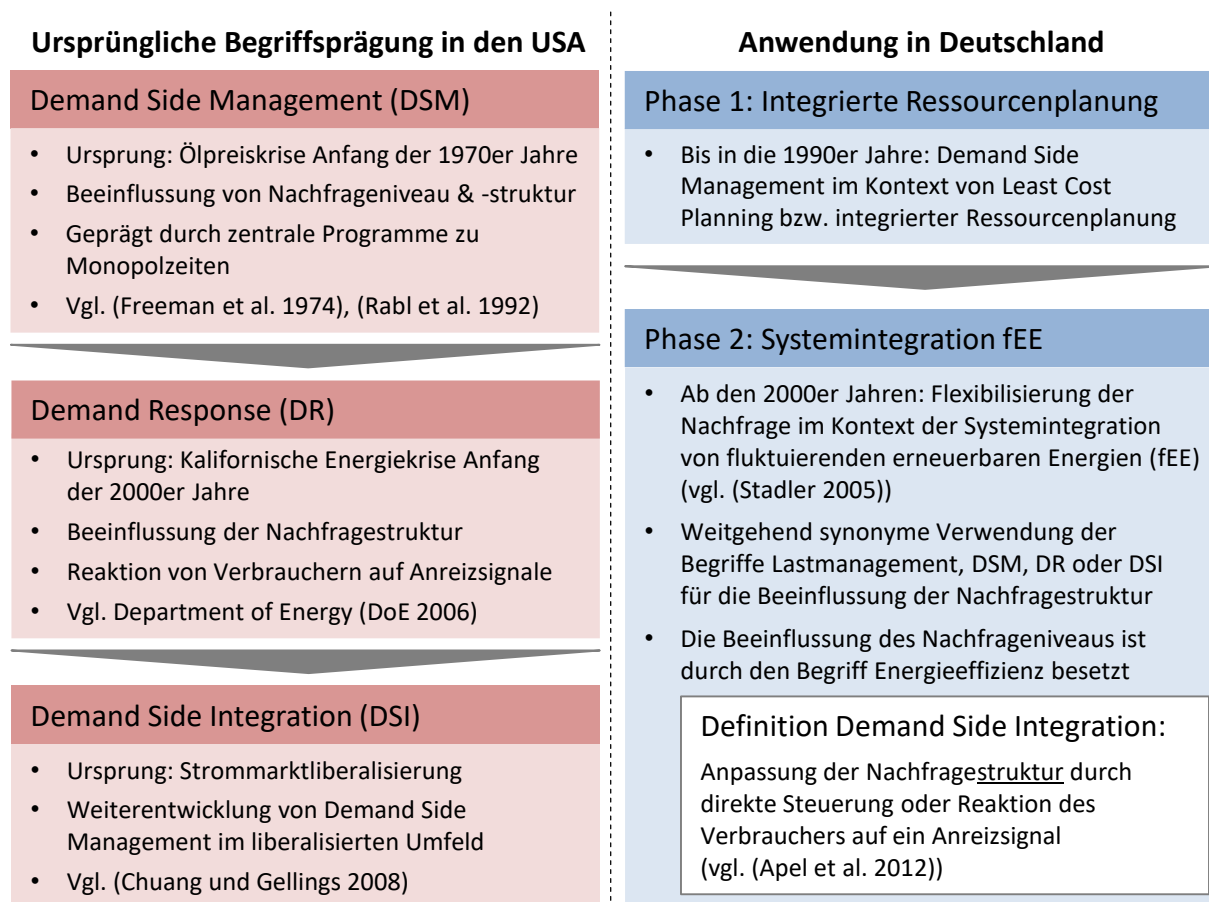 Ursprüngliche Begriffsprägung in den USA
Demand Side Management (DSM)
• Ursprung: Ölpreiskrise Anfang der 1970er Jahre
• Beeinflussung von Nachfrageniveau & -struktur
• Geprägt durch zentrale Programme zu
Monopolzeiten
• Vgl. (Freeman et al. 1974), (Rabl et al. 1992)
Demand Response (DR)
• Ursprung: Kalifornische Energiekrise Anfang
der 2000er Jahre
• Beeinflussung der Nachfragestruktur
• Reaktion von Verbrauchern auf Anreizsignale
• Vgl. Department of Energy (DoE 2006)
Demand Side Integration (DSI)
• Ursprung: Strommarktliberalisierung
• Weiterentwicklung von Demand Side
Management im liberalisierten Umfeld
• Vgl. (Chuang und Gellings 2008)
Anwendung in Deutschland
Phase 1: Integrierte Ressourcenplanung
• Bis in die 1990er Jahre: Demand Side
Management im Kontext von Least Cost
Planning bzw. integrierter Ressourcenplanung
Phase 2: Systemintegration fEE
• Ab den 2000er Jahren: Flexibilisierung der
Nachfrage im Kontext der Systemintegration
von fluktuierenden erneuerbaren Energien (fEE)
(vgl. (Stadler 2005))
• Weitgehend synonyme Verwendung der
Begriffe Lastmanagement, DSM, DR oder DSI
für die Beeinflussung der Nachfragestruktur
• Die Beeinflussung des Nachfrageniveaus ist
durch den Begriff Energieeffizienz besetzt
Definition Demand Side Integration:
Anpassung der Nachfragestruktur durch
direkte Steuerung oder Reaktion des
Verbrauchers auf ein Anreizsignal
(vgl. (Apel et al. 2012))